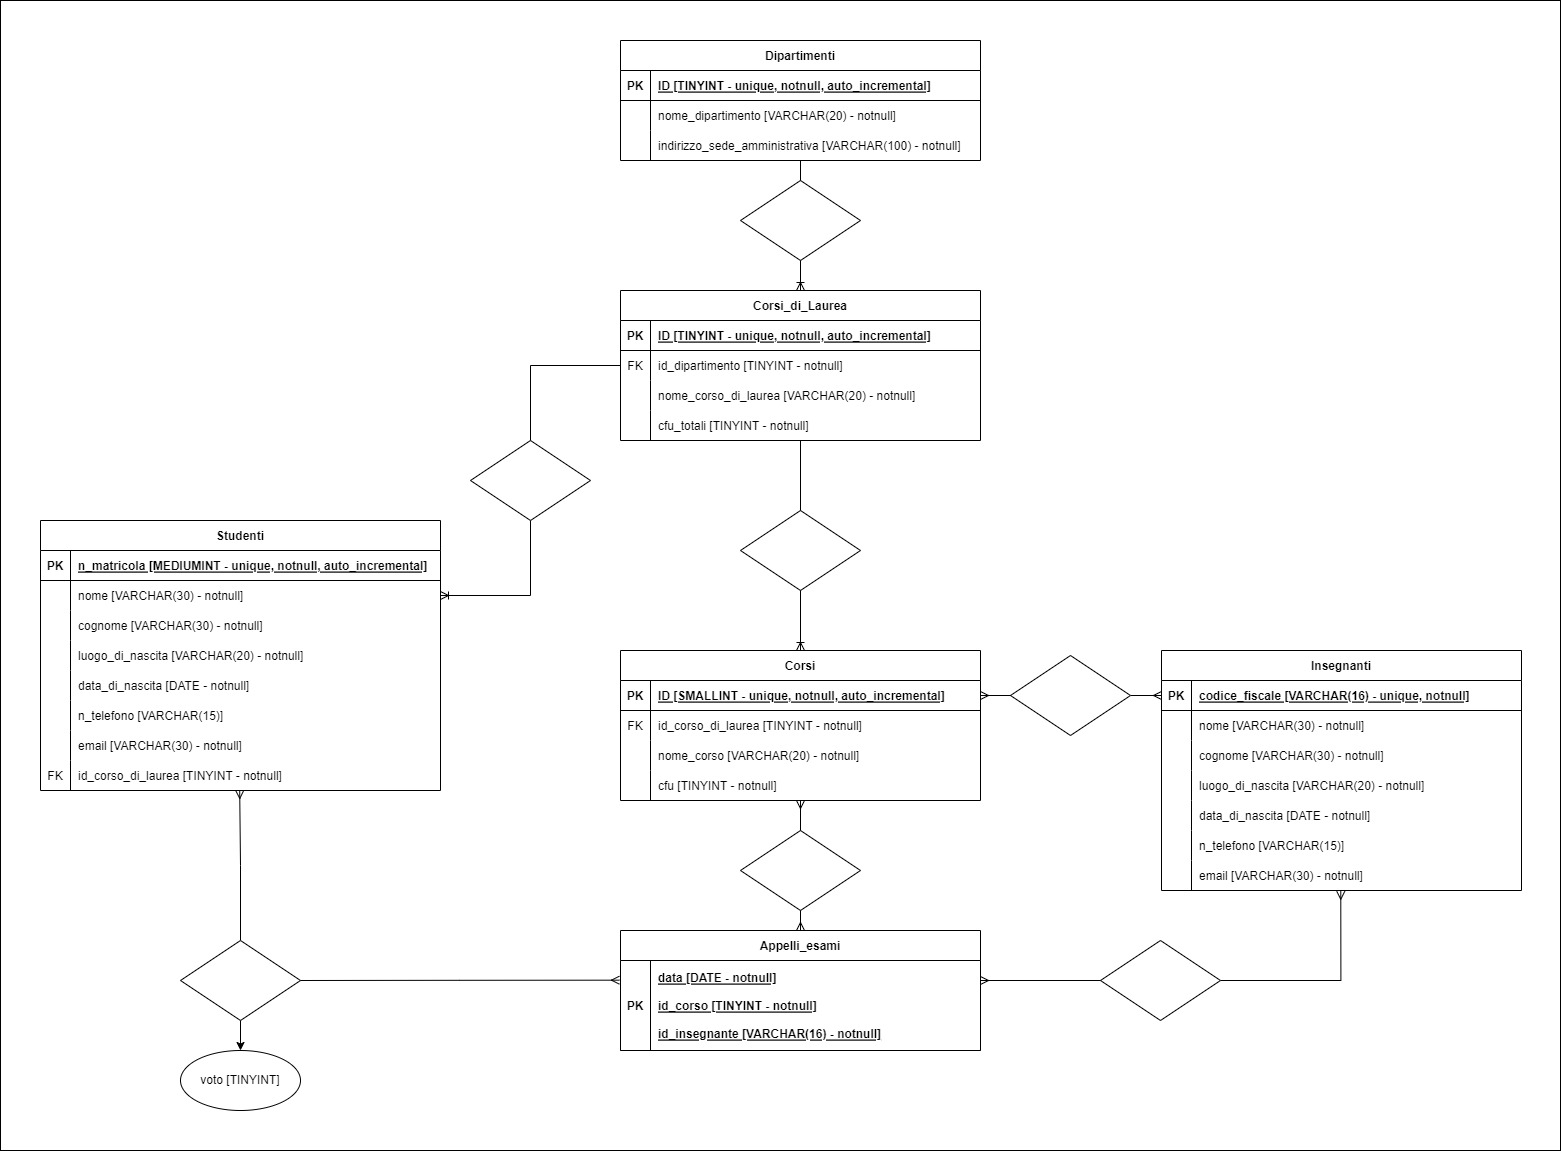 Dipartimenti
PK ID [TINYINT - unique, notnull, auto_incremental]
nome_dipartimento [VARCHAR(20) - notnull]
indirizzo_sede_amministrativa [VARCHAR(100) - notnull]
Corsi_di_Laurea
PK ID [TINYINT - unique, notnull, auto_incremental]
FK id_dipartimento [TINYINT - notnull]
nome_corso_di_laurea [VARCHAR(20) - notnull]
cfu_totali [TINYINT - notnull]
Studenti
PK n_matricola [MEDIUMINT - unique, notnull, auto_incremental]
nome [VARCHAR(30) - notnull]
cognome [VARCHAR(30) - notnull]
luogo_di_nascita [VARCHAR(20) - notnull]
data_di_nascita [DATE - notnull]
n_telefono [VARCHAR(15)]
email [VARCHAR(30) - notnull]
FK id_corso_di_laurea [TINYINT - notnull]
Corsi
PK ID [SMALLINT - unique, notnull, auto_incremental]
FK id_corso_di_laurea [TINYINT - notnull]
nome_corso [VARCHAR(20) - notnull]
cfu [TINYINT - notnull]
Insegnanti
PK codice_fiscale [VARCHAR(16) - unique, notnull]
nome [VARCHAR(30) - notnull]
cognome [VARCHAR(30) - notnull]
luogo_di_nascita [VARCHAR(20) - notnull]
data_di_nascita [DATE - notnull]
n_telefono [VARCHAR(15)]
email [VARCHAR(30) - notnull]
Appelli_esami
data [DATE - notnull]
PK id_corso [TINYINT - notnull]
id_insegnante [VARCHAR(16) - notnull]
voto [TINYINT]